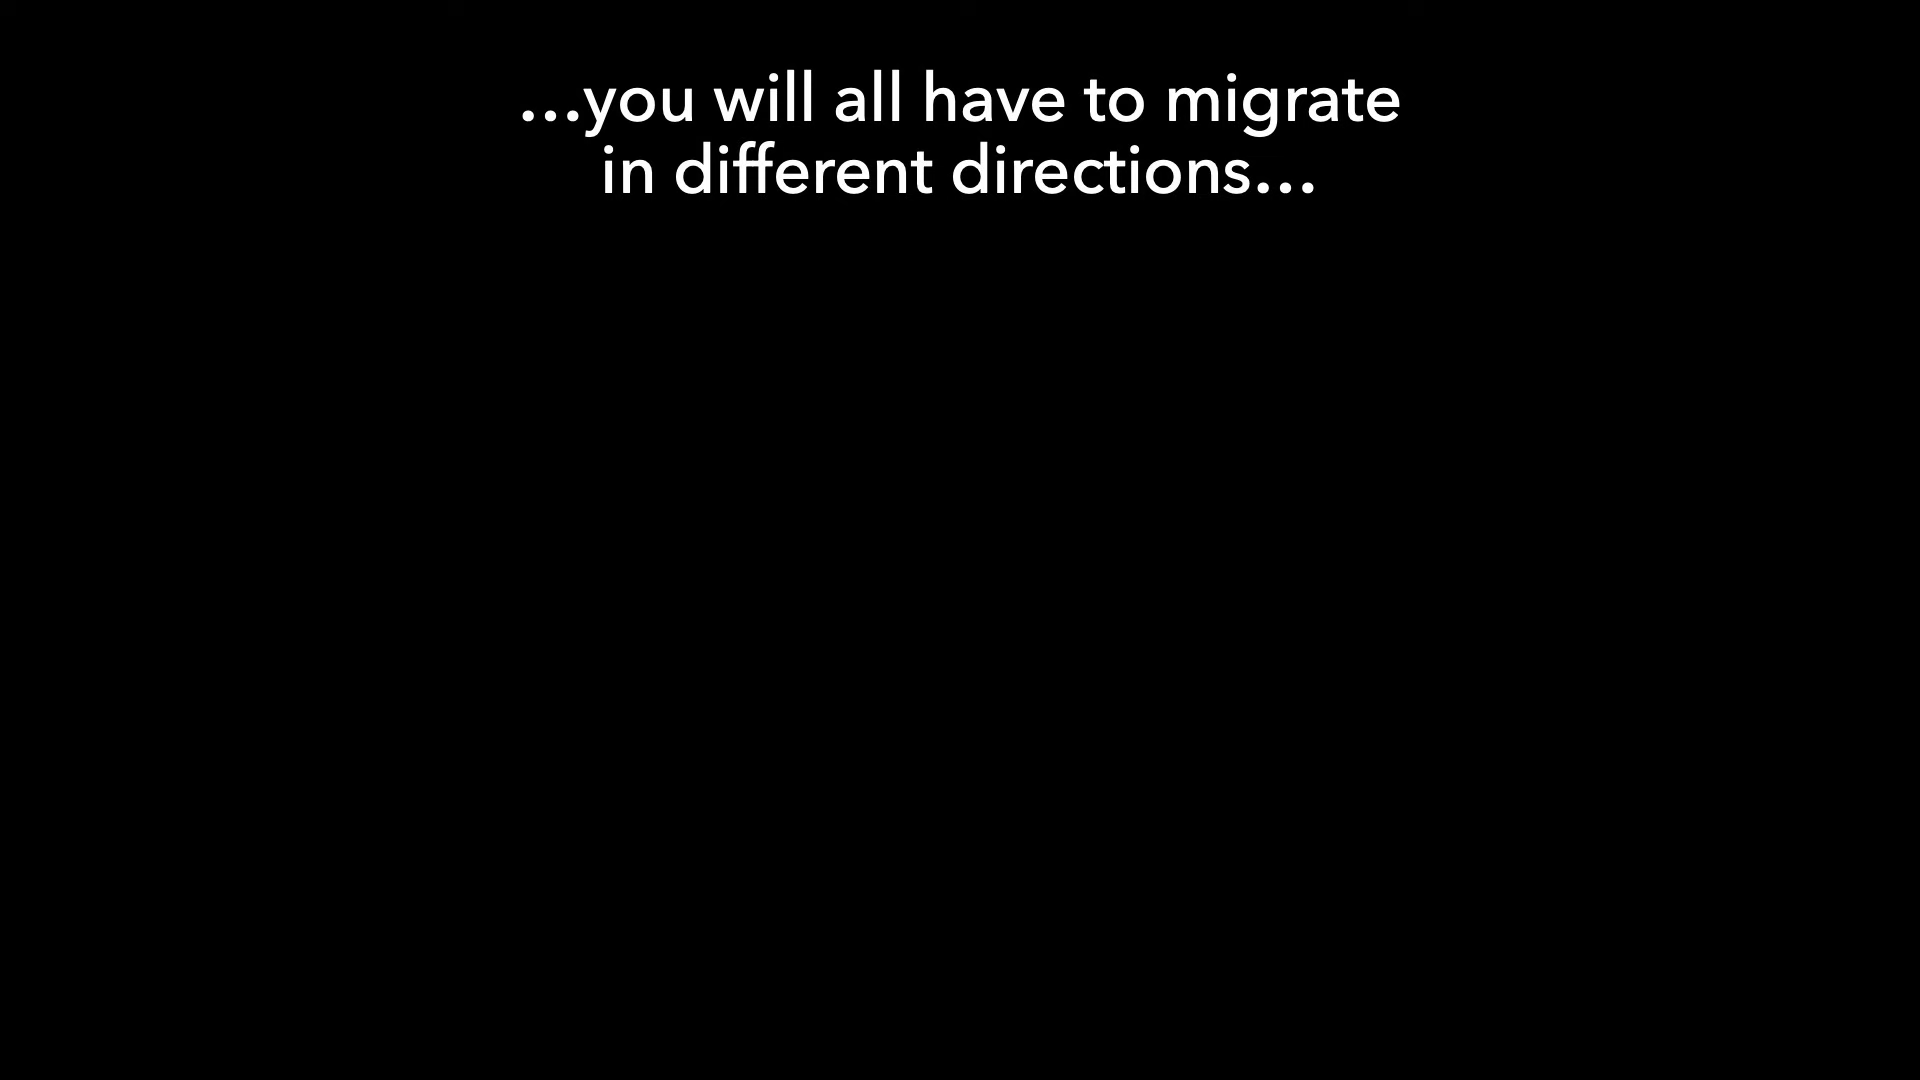 …you will all have to migrate
in different directions…